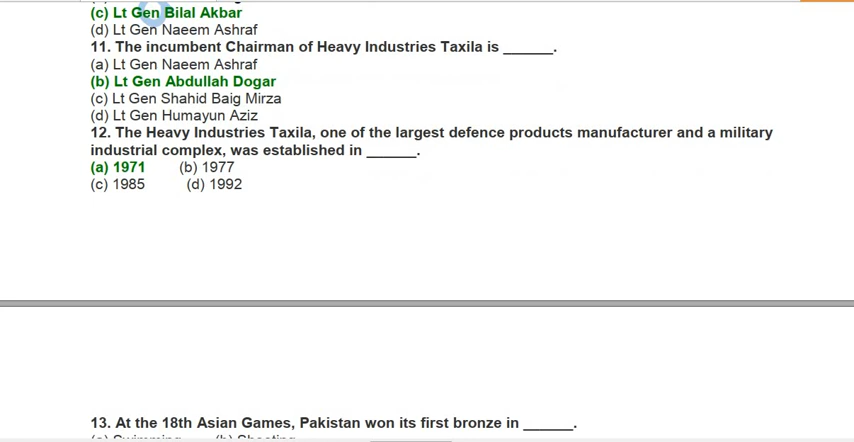 (c) Lt Gen Bilal Akbar
(d) Lt Gen Naeem Ashraf
11. The incumbent Chairman of Heavy Industries Taxila is ______.
(a) Lt Gen Naeem Ashraf
(b) Lt Gen Abdullah Dogar
(c) Lt Gen Shahid Baig Mirza
(d) Lt Gen Humayun Aziz
12. The Heavy Industries Taxila, one of the largest defence products manufacturer and a military
industrial complex, was established in ______.
(a) 1971 (b) 1977
(c) 1985 (d) 1992
13. At the 18th Asian Games, Pakistan won its first bronze in ______.